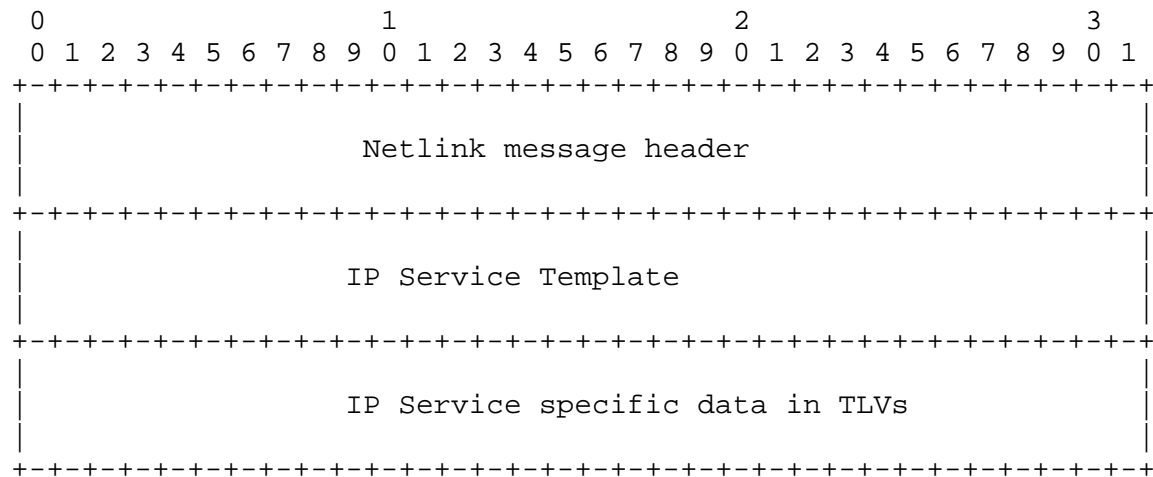 0                   1                   2                   3
 0 1 2 3 4 5 6 7 8 9 0 1 2 3 4 5 6 7 8 9 0 1 2 3 4 5 6 7 8 9 0 1
+-+-+-+-+-+-+-+-+-+-+-+-+-+-+-+-+-+-+-+-+-+-+-+-+-+-+-+-+-+-+-+-+
|                                                               |
|                   Netlink message header                      |
|                                                               |
+-+-+-+-+-+-+-+-+-+-+-+-+-+-+-+-+-+-+-+-+-+-+-+-+-+-+-+-+-+-+-+-+
|                                                               |
|                  IP Service Template                          |
|                                                               |
+-+-+-+-+-+-+-+-+-+-+-+-+-+-+-+-+-+-+-+-+-+-+-+-+-+-+-+-+-+-+-+-+
|                                                               |
|                  IP Service specific data in TLVs             |
|                                                               |
+-+-+-+-+-+-+-+-+-+-+-+-+-+-+-+-+-+-+-+-+-+-+-+-+-+-+-+-+-+-+-+-+